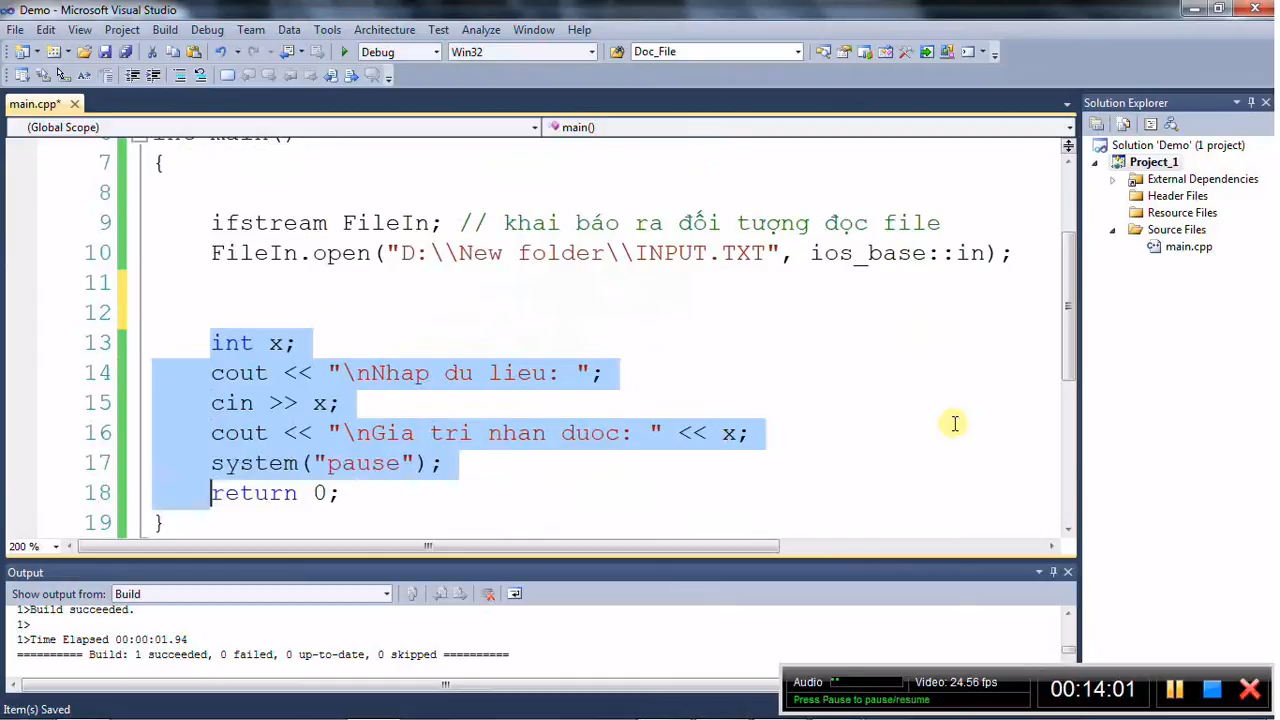 Demo - Microsoft Visual Studio
File Edit View Project Build Debug Team Data Tools Architecture Test Analyze Window Help
Debug Win32 Doc_File
main.cpp* Solution Explorer
(Global Scope) main()
Solution 'Demo' (1 project)
Project_1
External Dependencies
Header Files
Resource Files
Source Files
main.cpp
7 {
8
9 ifstream FileIn; // khai báo ra đối tượng đọc file
10 FileIn.open("D:\\New folder\\INPUT.TXT", ios_base::in);
11
12
13 int x;
14 cout << "\nNhap du lieu: ";
15 cin >> x;
16 cout << "\nGia tri nhan duoc: " << x;
17 system("pause");
18 return 0;
19 }
200 %
Output
Show output from: Build
1>Build succeeded.
1>
1>Time Elapsed 00:00:01.94
========== Build: 1 succeeded, 0 failed, 0 up-to-date, 0 skipped ==========
Audio Video: 24.56 fps
Press Pause to pause/resume
00:14:01
Item(s) Saved